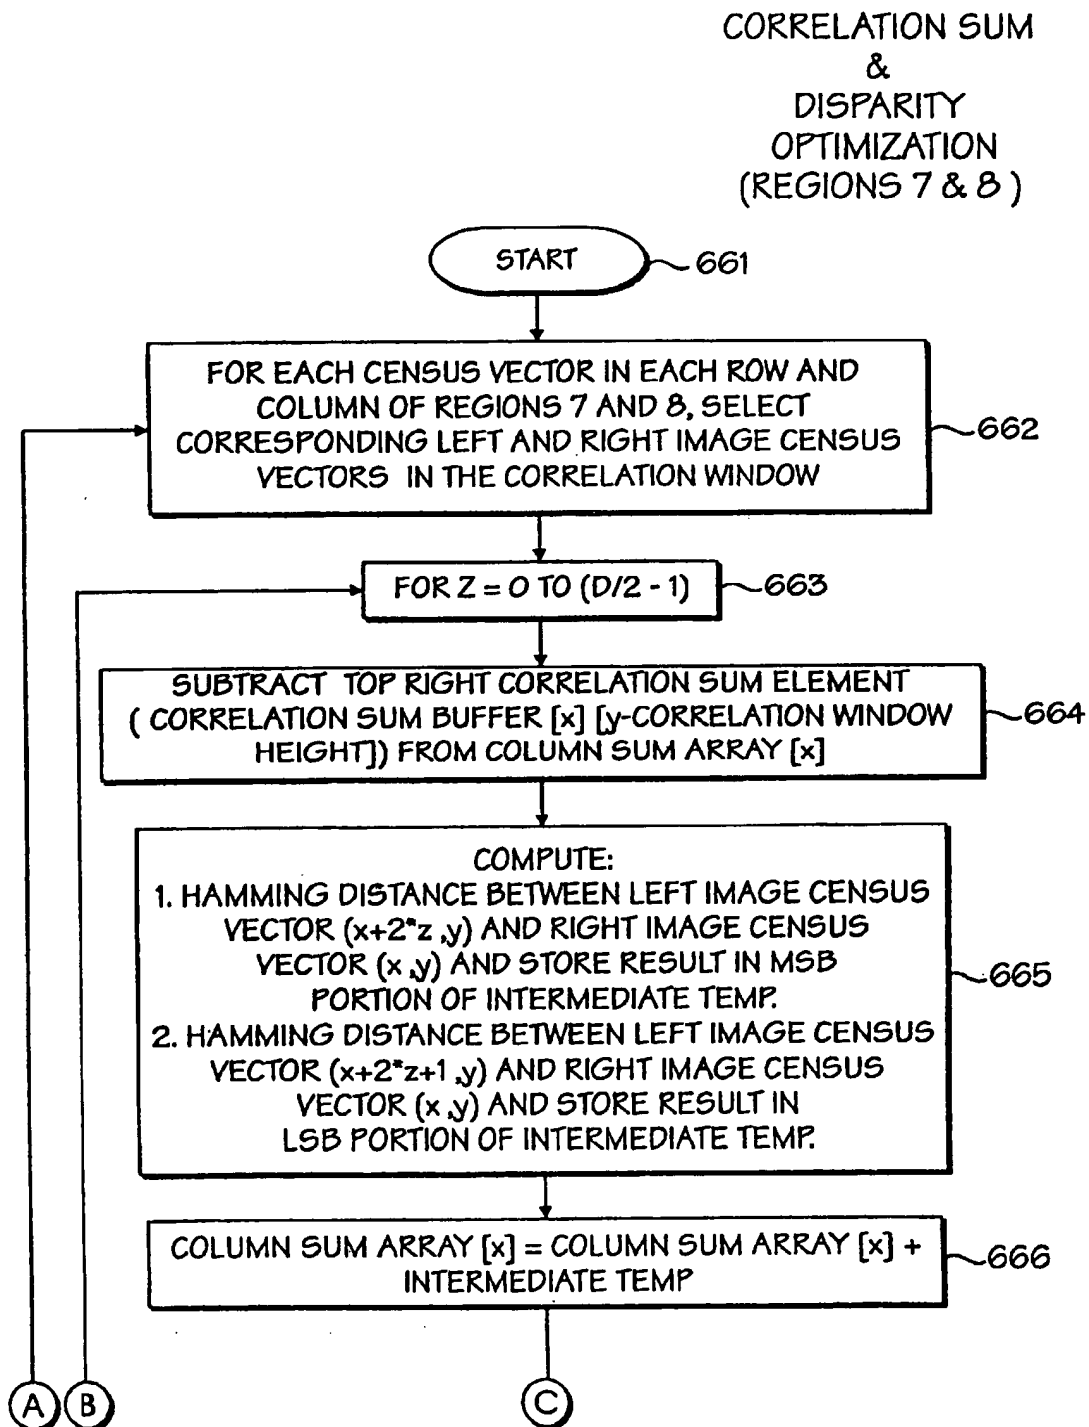 CORRELATION SUM
&
DISPARITY
OPTIMIZATION
(REGIONS 7 & 8 )
START
661
FOR EACH CENSUS VECTOR IN EACH ROW AND
COLUMN OF REGIONS 7 AND 8, SELECT
CORRESPONDING LEFT AND RIGHT IMAGE CENSUS
VECTORS IN THE CORRELATION WINDOW
662
FOR Z = 0 TO (D/2 - 1)
663
SUBTRACT TOP RIGHT CORRELATION SUM ELEMENT
( CORRELATION SUM BUFFER [x] [y-CORRELATION WINDOW
HEIGHT]) FROM COLUMN SUM ARRAY [x]
664
COMPUTE:
1. HAMMING DISTANCE BETWEEN LEFT IMAGE CENSUS
VECTOR (x+2*z ,y) AND RIGHT IMAGE CENSUS
VECTOR (x ,y) AND STORE RESULT IN MSB
PORTION OF INTERMEDIATE TEMP.
2. HAMMING DISTANCE BETWEEN LEFT IMAGE CENSUS
VECTOR (x+2*z+1 ,y) AND RIGHT IMAGE CENSUS
VECTOR (x ,y) AND STORE RESULT IN
LSB PORTION OF INTERMEDIATE TEMP.
665
COLUMN SUM ARRAY [x] = COLUMN SUM ARRAY [x] +
INTERMEDIATE TEMP
666
A B C